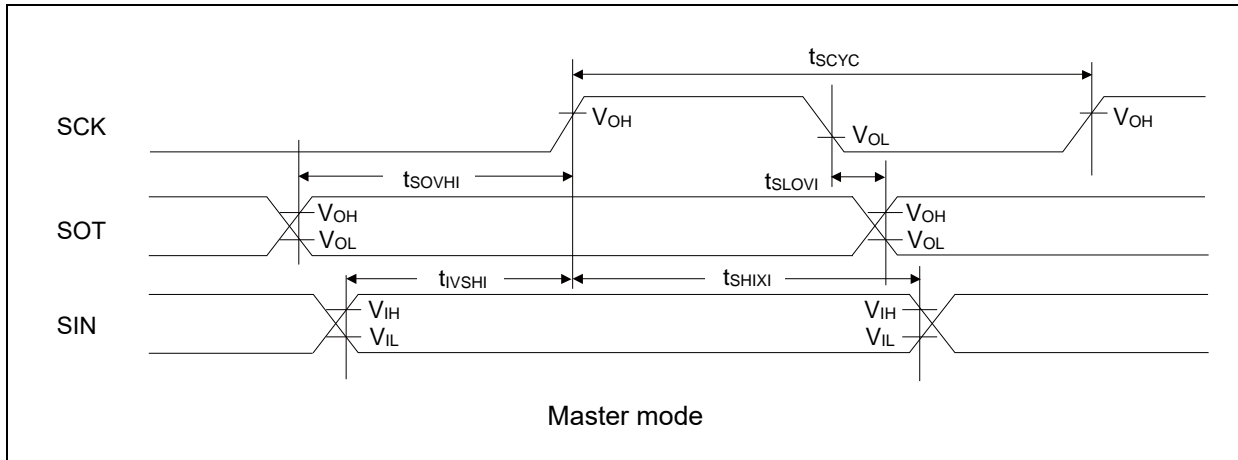 tSCYC
SCK
VOH
VOL
VOH
tSOVHI
tSLOVI
SOT
VOH
VOL
VOH
VOL
tIVSHI
tSHIXI
SIN
VIH
VIL
VIH
VIL
Master mode